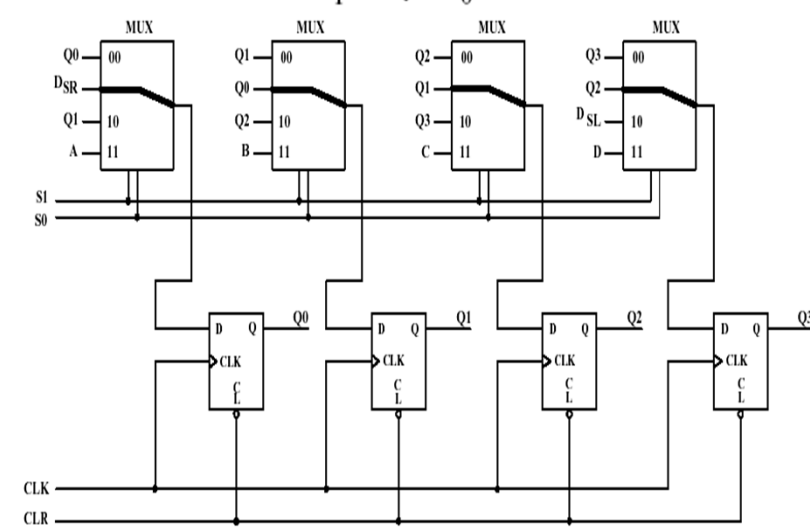 MUX MUX MUX MUX
Q0 00 Q1 00 Q2 00 Q3 00
DSR Q0 Q1 Q2
Q1 10 Q2 10 Q3 10 DSL 10
A 11 B 11 C 11 D 11
S1
S0
Q0 Q1 Q2 Q3
D Q D Q D Q D Q
CLK CLK CLK CLK
C C C C
L L L L
CLK
CLR